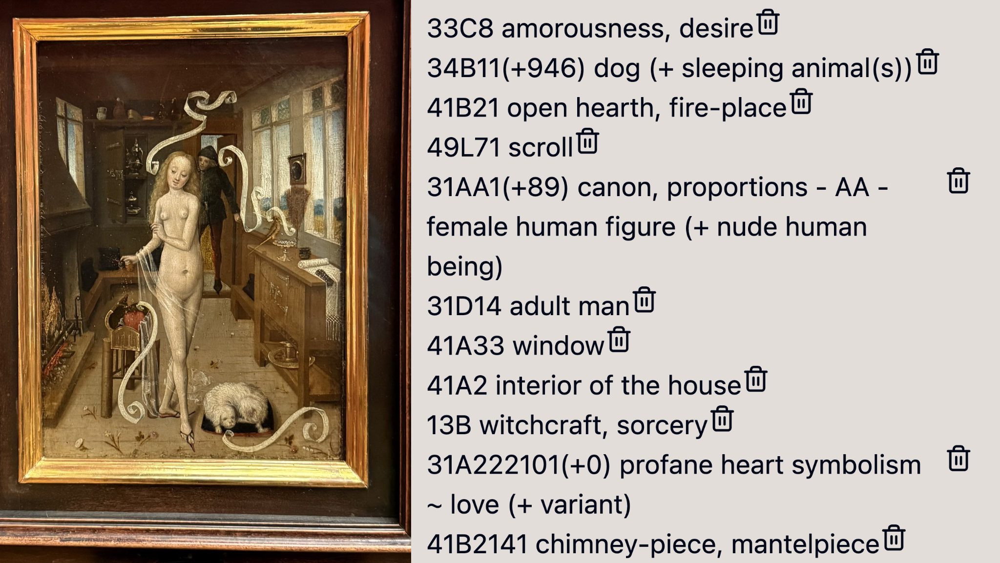 33C8 amorousness, desire
34B11(+946) dog (+ sleeping animal(s))
41B21 open hearth, fire-place
49L71 scroll
31AA1(+89) canon, proportions - AA -
female human figure (+ nude human
being)
31D14 adult man
41A33 window
41A2 interior of the house
13B witchcraft, sorcery
31A222101(+0) profane heart symbolism
~ love (+ variant)
41B2141 chimney-piece, mantelpiece